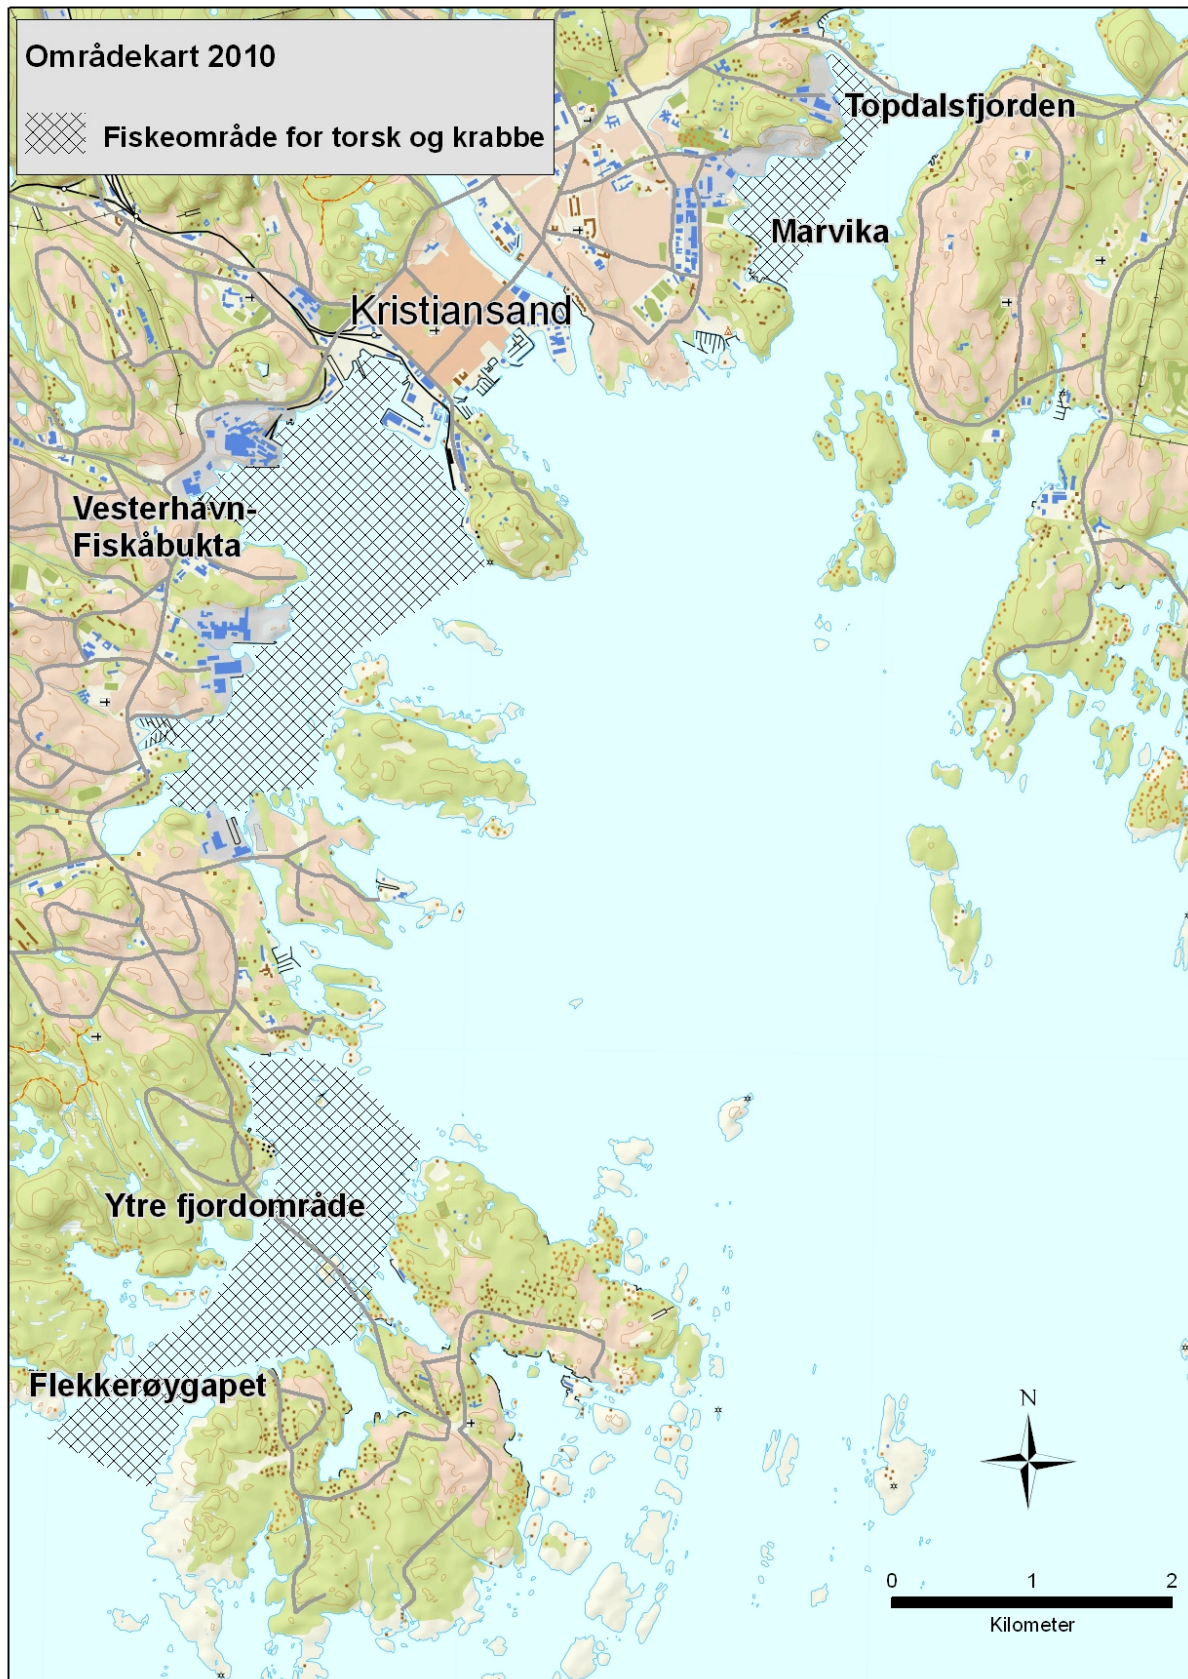 Områdekart 2010
Fiskeområde for torsk og krabbe
Topdalsfjorden
Marvika
Kristiansand
Vesterhavn-
Fiskåbukta
Ytre fjordområde
Flekkerøygapet
N
0 1 2
Kilometer